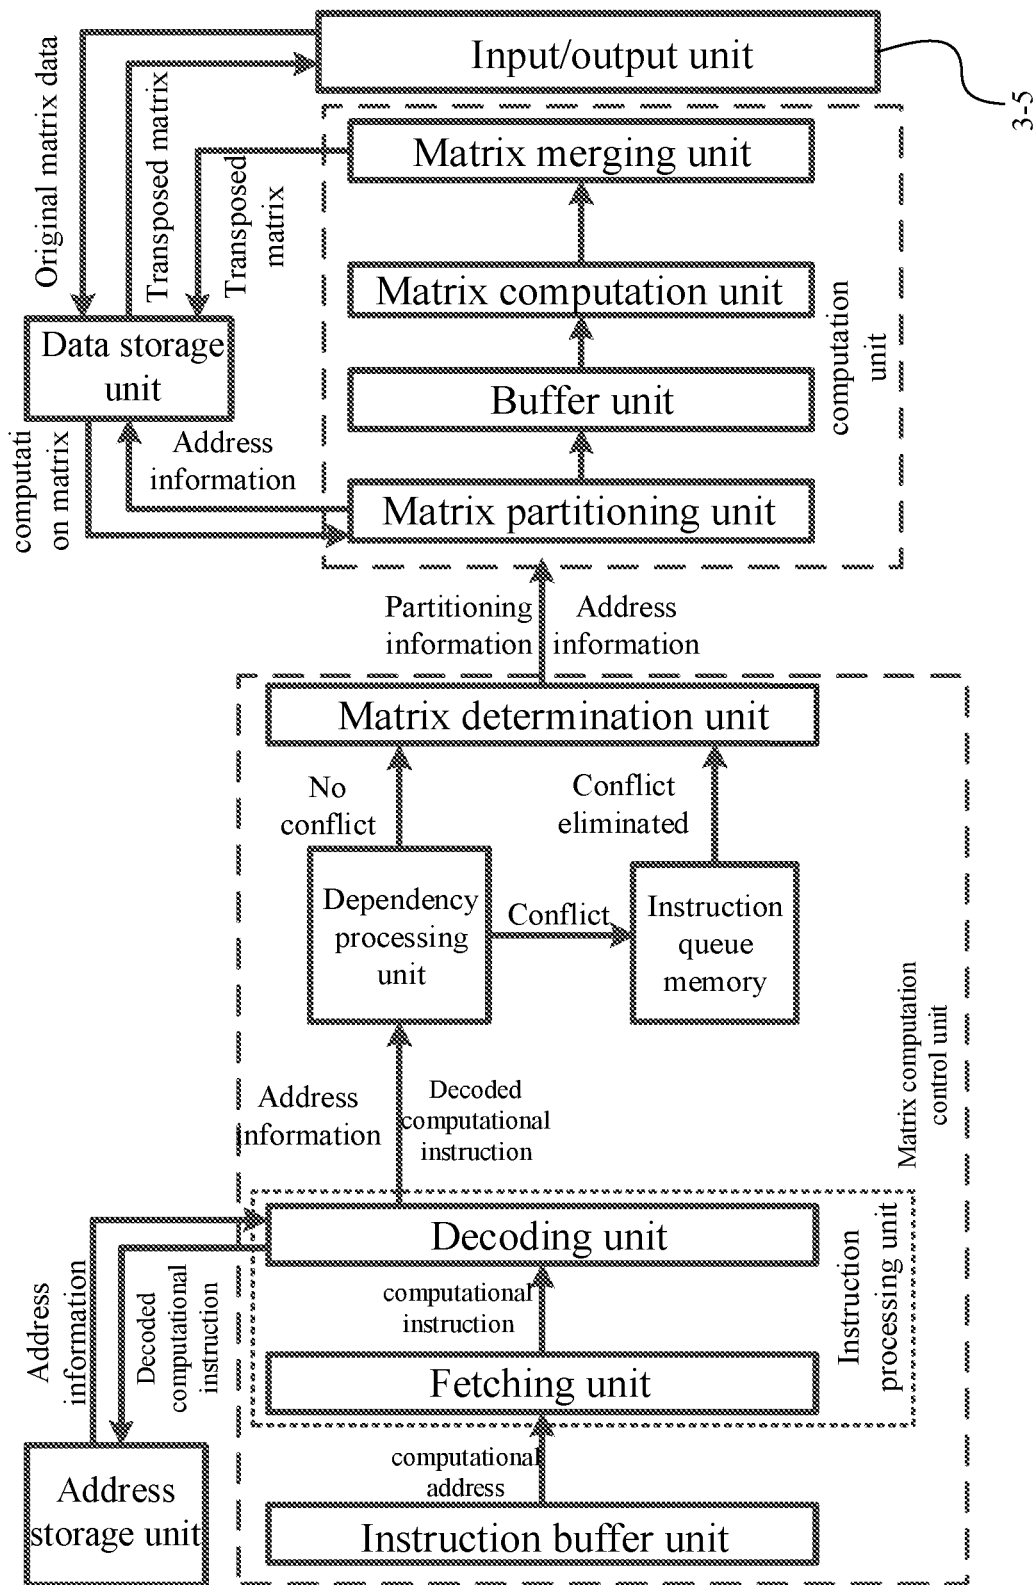 Input/output unit
3-5
Original matrix data
Transposed matrix
Transposed
matrix
Matrix merging unit
Matrix computation unit
Data storage
unit
Buffer unit
computation
unit
computati
on matrix
Address
information
Matrix partitioning unit
Partitioning
information
Address
information
Matrix determination unit
No
conflict
Conflict
eliminated
Dependency
processing
unit
Conflict
Instruction
queue
memory
Matrix computation
control unit
Address
information
Decoded
computational
instruction
Decoding unit
Address
information
Decoded
computational
instruction
computational
instruction
Instruction
processing unit
Fetching unit
computational
address
Address
storage unit
Instruction buffer unit